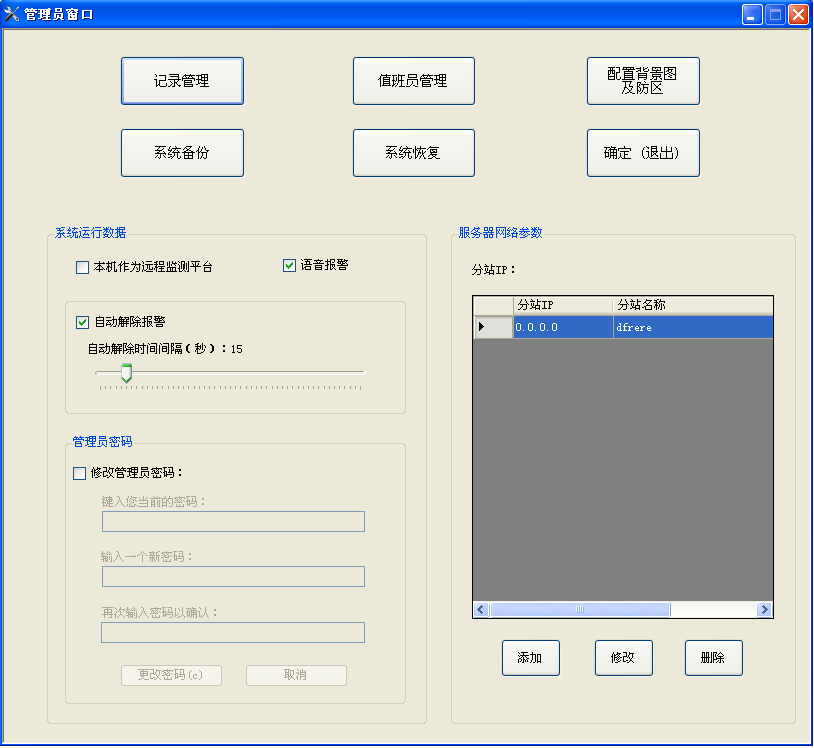 管理员窗口
记录管理
值班员管理
配置背景图
及防区
系统备份
系统恢复
确定（退出）
系统运行数据
本机作为远程监测平台
语音报警
自动解除报警
自动解除时间间隔（秒）：15
管理员密码
修改管理员密码：
键入您当前的密码：
输入一个新密码：
再次输入密码以确认：
更改密码(c)
取消
服务器网络参数
分站IP：
分站IP
分站名称
0.0.0.0
dfrere
添加
修改
删除